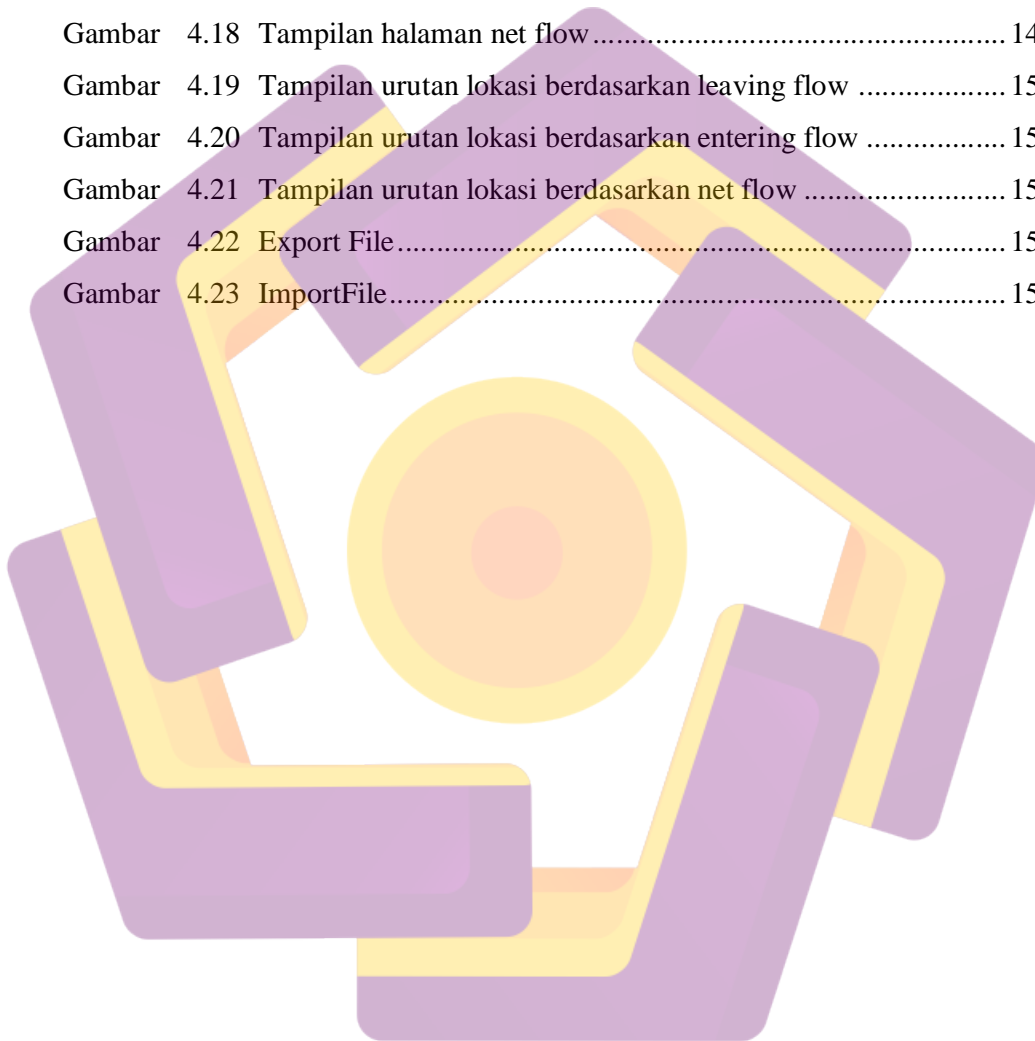 Gambar 4.18 Tampilan halaman net flow................................................... 14
Gambar 4.19 Tampilan urutan lokasi berdasarkan leaving flow .................. 15
Gambar 4.20 Tampilan urutan lokasi berdasarkan entering flow ................. 15
Gambar 4.21 Tampilan urutan lokasi berdasarkan net flow ......................... 15
Gambar 4.22 Export File............................................................................. 15
Gambar 4.23 ImportFile.............................................................................. 15